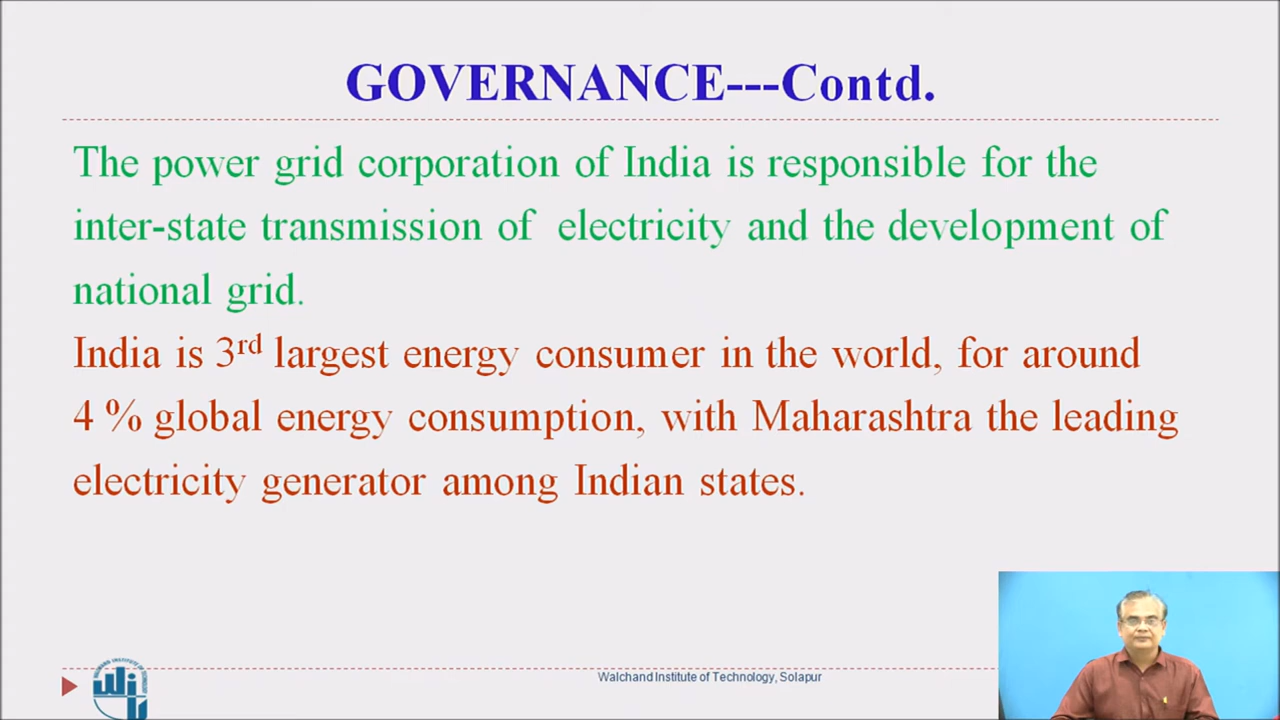 GOVERNANCE---Contd.
The power grid corporation of India is responsible for the
inter-state transmission of electricity and the development of
national grid.
India is 3rd largest energy consumer in the world, for around
4 % global energy consumption, with Maharashtra the leading
electricity generator among Indian states.
Walchand Institute of Technology, Solapur